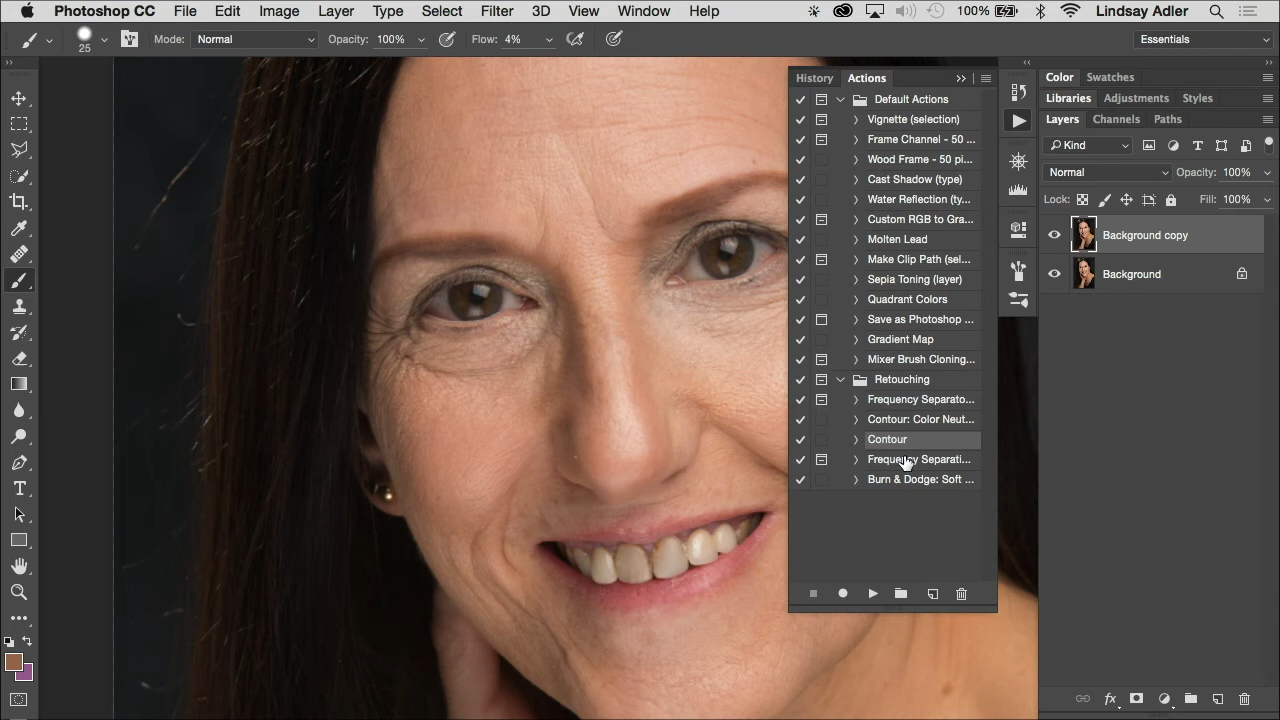 Photoshop CC File Edit Image Layer Type Select Filter 3D View Window Help 100% Lindsay Adler
25 Mode: Normal Opacity: 100% Flow: 4% Essentials
History Actions
Default Actions
Vignette (selection)
Frame Channel - 50 ...
Wood Frame - 50 pi...
Cast Shadow (type)
Water Reflection (ty...
Custom RGB to Gra...
Molten Lead
Make Clip Path (sel...
Sepia Toning (layer)
Quadrant Colors
Save as Photoshop ...
Gradient Map
Mixer Brush Cloning...
Retouching
Frequency Separato...
Contour: Color Neut...
Contour
Frequency Separati...
Burn & Dodge: Soft ...
Color Swatches
Libraries Adjustments Styles
Layers Channels Paths
Kind
Normal Opacity: 100%
Lock: Fill: 100%
Background copy
Background